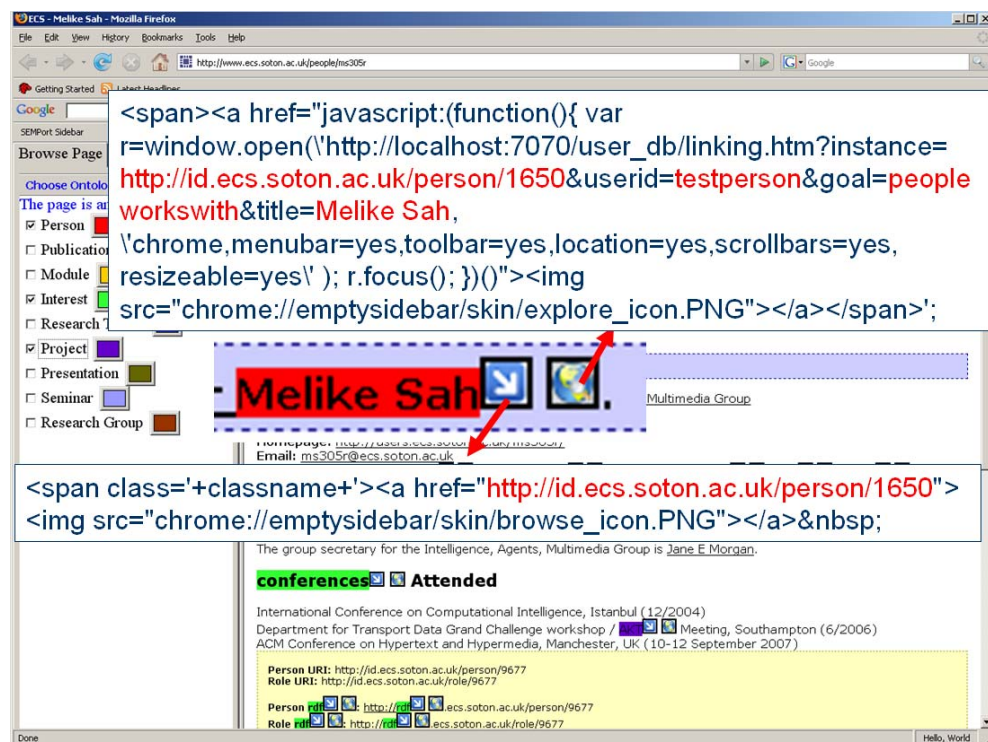 ECS - Melike Sah - Mozilla Firefox
File Edit View History Bookmarks Tools Help
http://www.ecs.soton.ac.uk/people/ms305r
Google
Getting Started Latest Headlines
Google
SEMPort Sidebar
Browse Page
Choose Ontolo
The page is an
Person
Publication
Module
Interest
Research T
Project
Presentation
Seminar
Research Group
<span><a href="javascript:(function(){ var
r=window.open(\'http://localhost:7070/user_db/linking.htm?instance=
http://id.ecs.soton.ac.uk/person/1650&userid=testperson&goal=people
workswith&title=Melike Sah,
\'chrome,menubar=yes,toolbar=yes,location=yes,scrollbars=yes,
resizeable=yes\' ); r.focus(); })()"><img
src="chrome://emptysidebar/skin/explore_icon.PNG"></a></span>';
Melike Sah .
Multimedia Group
Homepage: http://users.ecs.soton.ac.uk/ms305r/
Email: ms305r@ecs.soton.ac.uk
<span class='+classname+'><a href="http://id.ecs.soton.ac.uk/person/1650">
<img src="chrome://emptysidebar/skin/browse_icon.PNG"></a>&nbsp;
The group secretary for the Intelligence, Agents, Multimedia Group is Jane E Morgan.
conferences Attended
International Conference on Computational Intelligence, Istanbul (12/2004)
Department for Transport Data Grand Challenge workshop / AKT Meeting, Southampton (6/2006)
ACM Conference on Hypertext and Hypermedia, Manchester, UK (10-12 September 2007)
Person URI: http://id.ecs.soton.ac.uk/person/9677
Role URI: http://id.ecs.soton.ac.uk/role/9677
Person rdf : http://rdf .ecs.soton.ac.uk/person/9677
Role rdf : http://rdf .ecs.soton.ac.uk/role/9677
Done
Hello, World